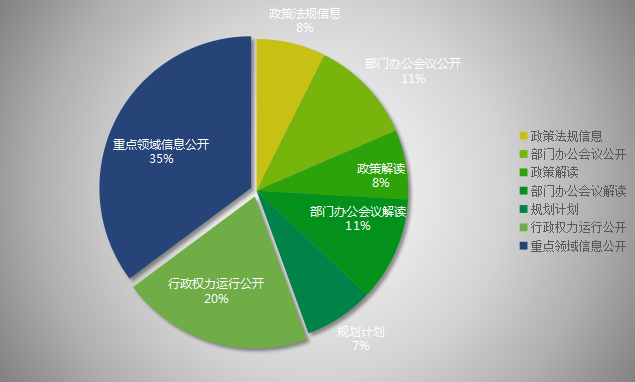 政策法规信息
8%
部门办公会议公开
11%
政策解读
8%
部门办公会议解读
11%
规划计划
7%
行政权力运行公开
20%
重点领域信息公开
35%
政策法规信息
部门办公会议公开
政策解读
部门办公会议解读
规划计划
行政权力运行公开
重点领域信息公开